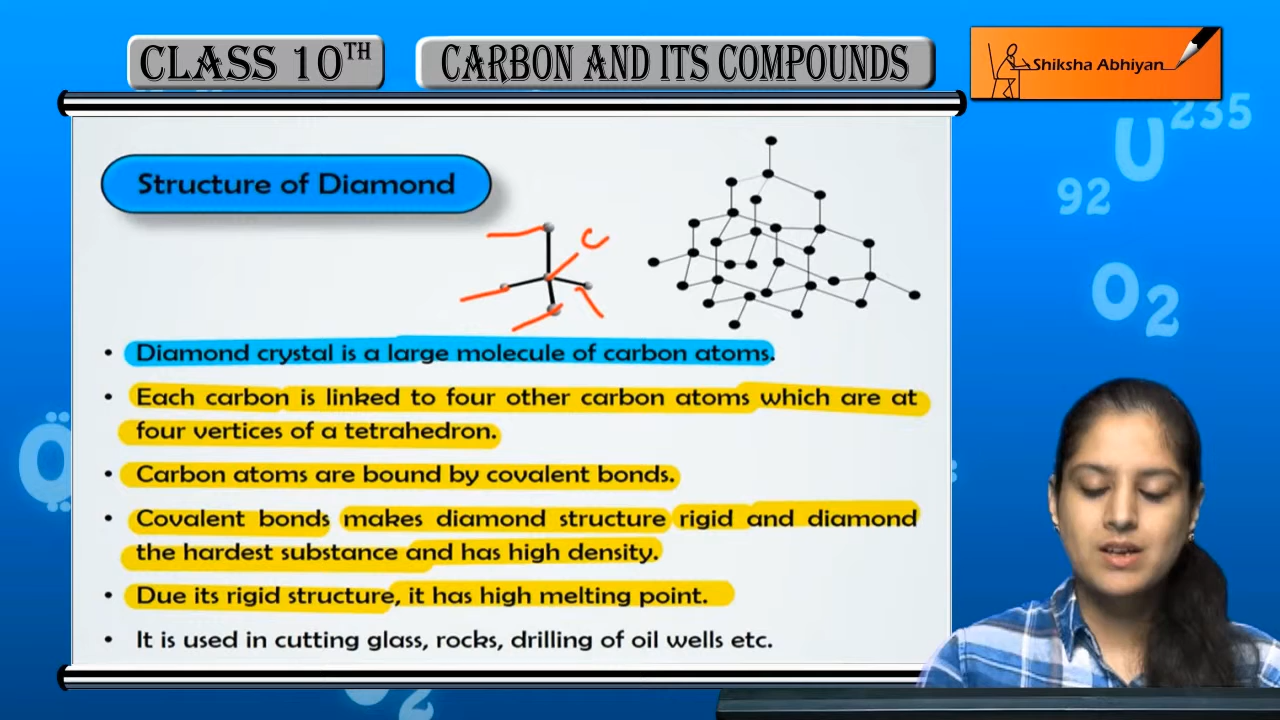 CLASS 10TH
CARBON AND ITS COMPOUNDS
Shiksha Abhiyan
U235
92
O2
Structure of Diamond
C
• Diamond crystal is a large molecule of carbon atoms.
• Each carbon is linked to four other carbon atoms which are at
four vertices of a tetrahedron.
• Carbon atoms are bound by covalent bonds.
• Covalent bonds makes diamond structure rigid and diamond
the hardest substance and has high density.
• Due its rigid structure, it has high melting point.
• It is used in cutting glass, rocks, drilling of oil wells etc.
O2